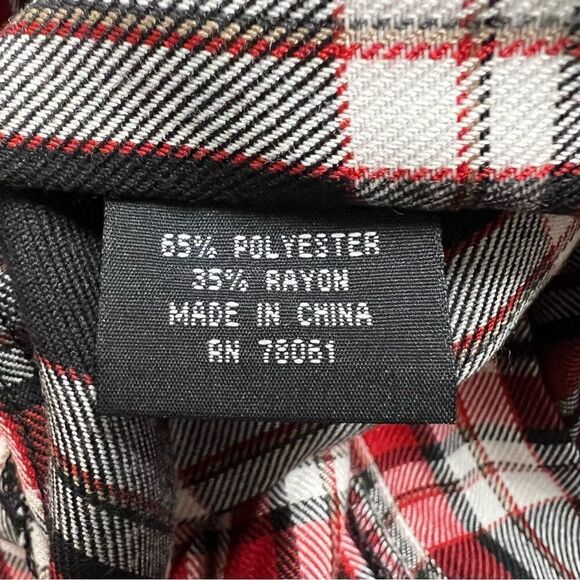 65% POLYESTER
35% RAYON
MADE IN CHINA
RN 78061